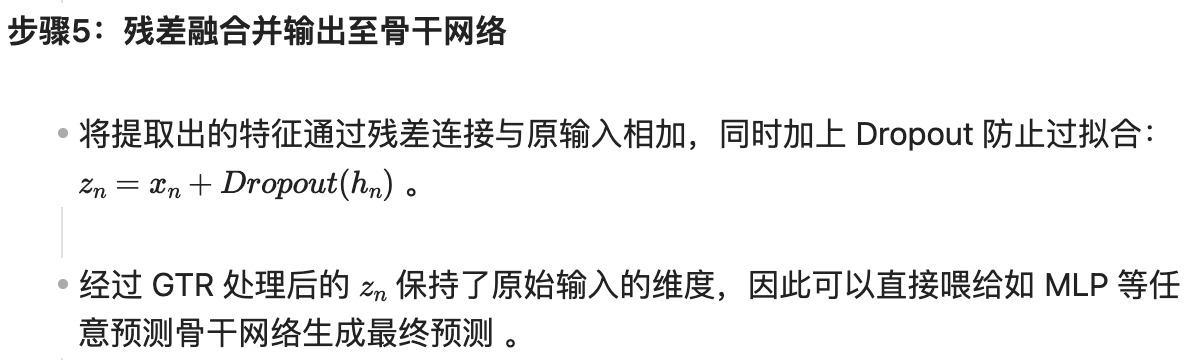 步骤5：残差融合并输出至骨干网络
• 将提取出的特征通过残差连接与原输入相加，同时加上 Dropout 防止过拟合：
z_n = x_n + Dropout(h_n) 。
• 经过 GTR 处理后的 z_n 保持了原始输入的维度，因此可以直接喂给如 MLP 等任
意预测骨干网络生成最终预测 。